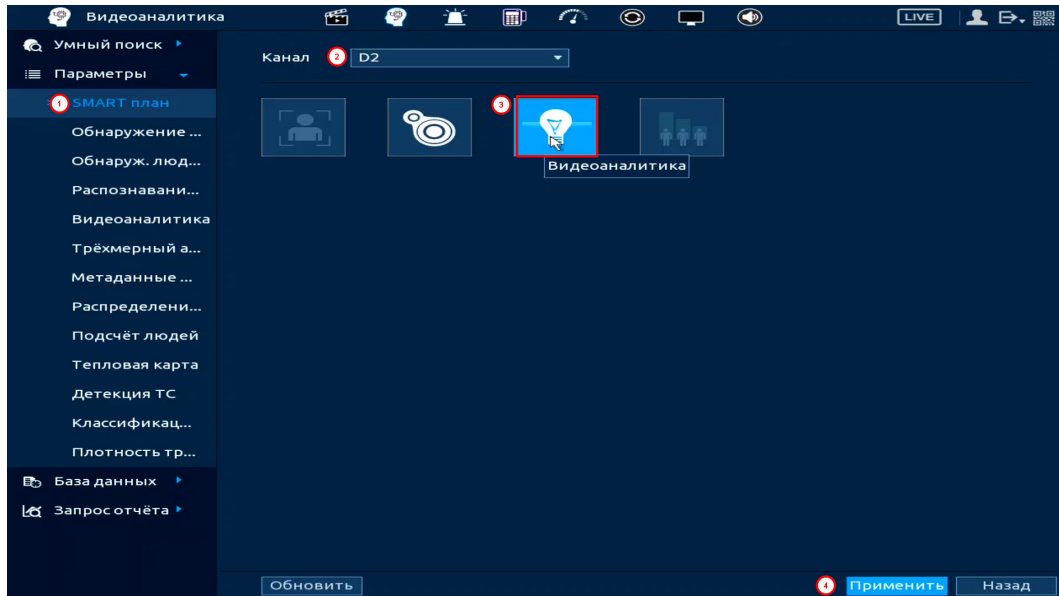 Видеоаналитика
LIVE
Умный поиск
Параметры
1 SMART план
Обнаружение ...
Обнаруж. люд...
Распознавани...
Видеоаналитика
Трёхмерный а...
Метаданные ...
Распределени...
Подсчёт людей
Тепловая карта
Детекция ТС
Классификац...
Плотность тр...
База данных
Запрос отчёта
Канал 2 D2
3
Видеоаналитика
Обновить
4 Применить
Назад